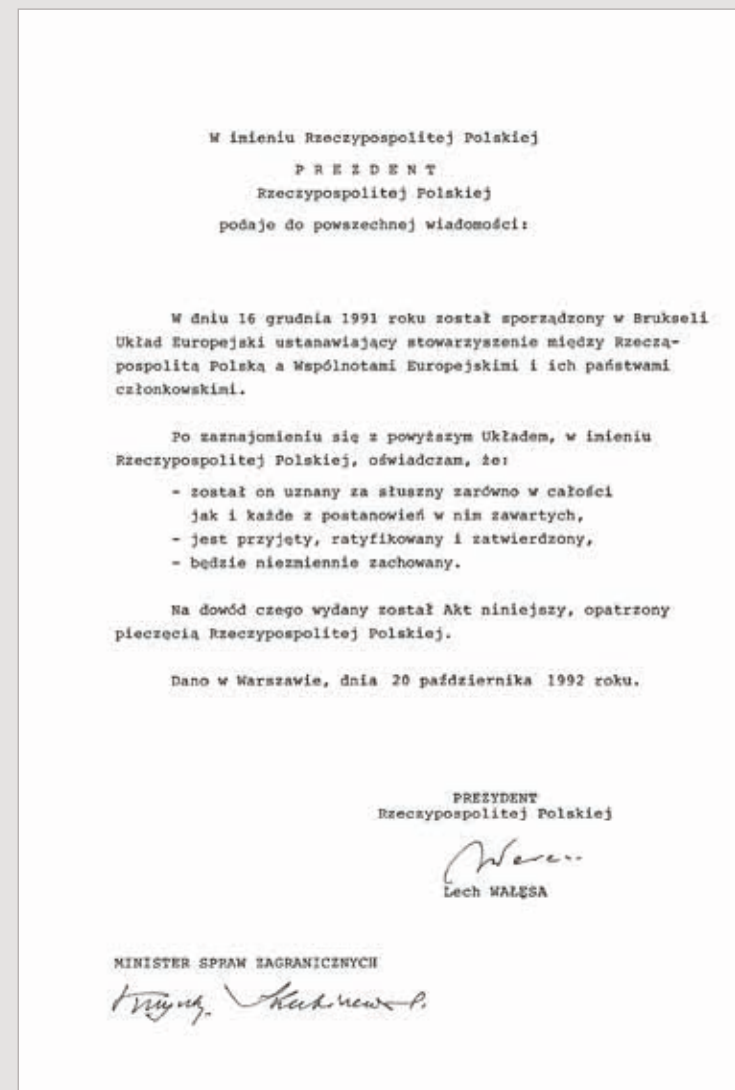 W imieniu Rzeczypospolitej Polskiej
P R E Z D E N T
Rzeczypospolitej Polskiej
podaje do powszechnej wiadomości:
W dniu 16 grudnia 1991 roku został sporządzony w Brukseli
Układ Europejski ustanawiający stowarzyszenie między Rzeczą-
pospolitą Polską a Wspólnotami Europejskimi i ich państwami
członkowskimi.
Po zaznajomieniu się z powyższym Układem, w imieniu
Rzeczypospolitej Polskiej, oświadczam, że:
- został on uznany za słuszny zarówno w całości
jak i każde z postanowień w nim zawartych,
- jest przyjęty, ratyfikowany i zatwierdzony,
- będzie niezmiennie zachowany.
Na dowód czego wydany został Akt niniejszy, opatrzony
pieczęcią Rzeczypospolitej Polskiej.
Dano w Warszawie, dnia 20 października 1992 roku.
PREZYDENT
Rzeczypospolitej Polskiej
Lech WAŁĘSA
MINISTER SPRAW ZAGRANICZNYCH